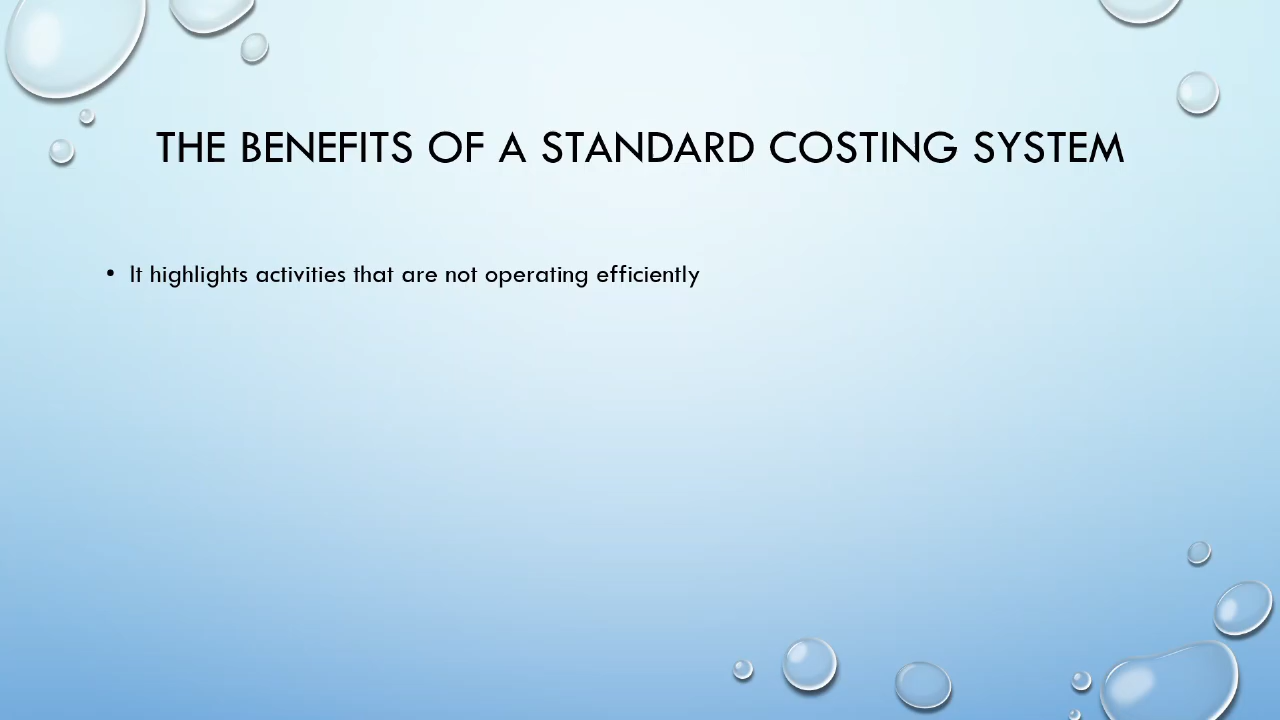 THE BENEFITS OF A STANDARD COSTING SYSTEM
• It highlights activities that are not operating efficiently